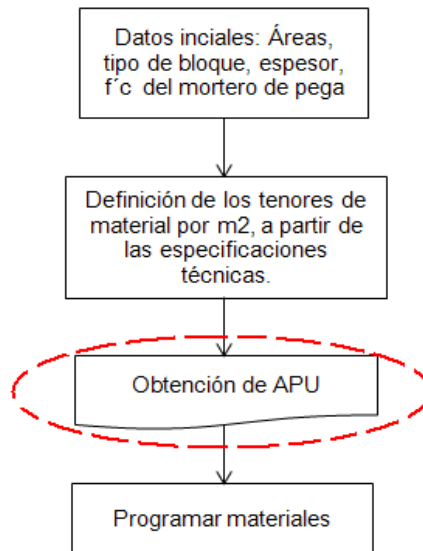 Datos inciales: Áreas,
tipo de bloque, espesor,
f´c del mortero de pega
Definición de los tenores de
material por m2, a partir de
las especificaciones
técnicas.
Obtención de APU
Programar materiales